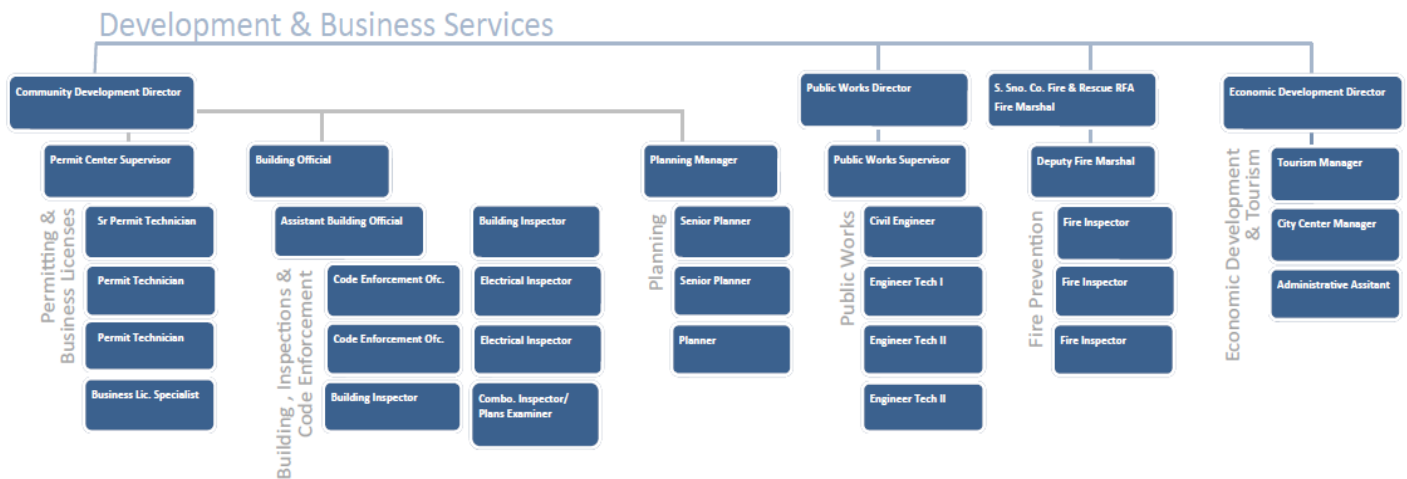 Development & Business Services
Community Development Director
Public Works Director
S. Sno. Co. Fire & Rescue RFA
Fire Marshal
Economic Development Director
Permit Center Supervisor
Building Official
Planning Manager
Public Works Supervisor
Deputy Fire Marshal
Tourism Manager
Permitting &
Business Licenses
Sr Permit Technician
Permit Technician
Permit Technician
Business Lic. Specialist
Building , Inspections &
Code Enforcement
Assistant Building Official
Code Enforcement Ofc.
Code Enforcement Ofc.
Building Inspector
Building Inspector
Electrical Inspector
Electrical Inspector
Combo. Inspector/
Plans Examiner
Planning
Senior Planner
Senior Planner
Planner
Public Works
Civil Engineer
Engineer Tech I
Engineer Tech II
Engineer Tech II
Fire Prevention
Fire Inspector
Fire Inspector
Fire Inspector
Economic Development
& Tourism
City Center Manager
Administrative Assitant